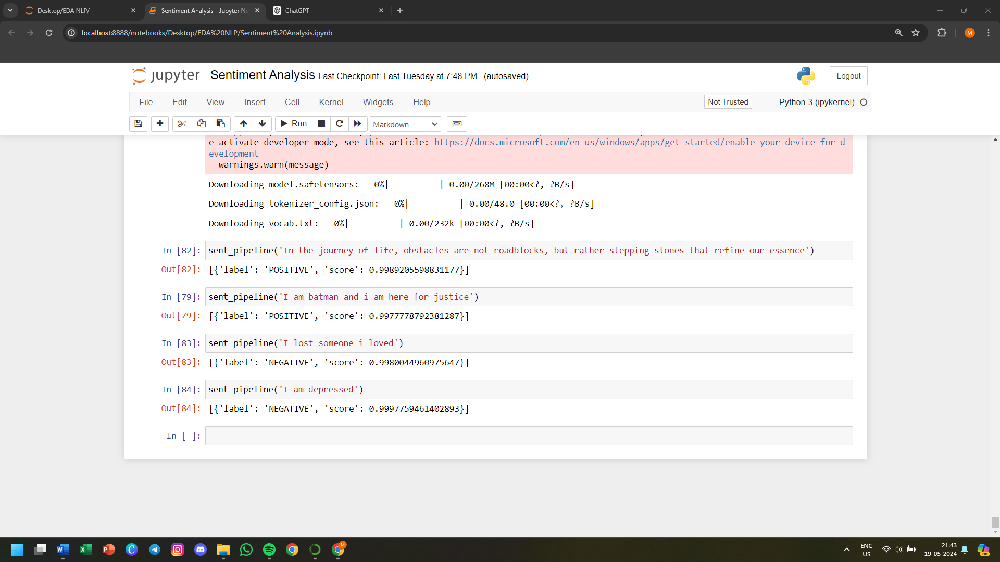 Desktop/EDA NLP/
Sentiment Analysis - Jupyter No
ChatGPT
localhost:8888/notebooks/Desktop/EDA%20NLP/Sentiment%20Analysis.ipynb
M
jupyter Sentiment Analysis Last Checkpoint: Last Tuesday at 7:48 PM (autosaved)
Logout
File Edit View Insert Cell Kernel Widgets Help
Not Trusted
Python 3 (ipykernel)
Run
Markdown
e activate developer mode, see this article: https://docs.microsoft.com/en-us/windows/apps/get-started/enable-your-device-for-d
evelopment
warnings.warn(message)
Downloading model.safetensors:   0%|          | 0.00/268M [00:00<?, ?B/s]
Downloading tokenizer_config.json:   0%|          | 0.00/48.0 [00:00<?, ?B/s]
Downloading vocab.txt:   0%|          | 0.00/232k [00:00<?, ?B/s]
In [82]: sent_pipeline('In the journey of life, obstacles are not roadblocks, but rather stepping stones that refine our essence')
Out[82]: [{'label': 'POSITIVE', 'score': 0.9989205598831177}]
In [79]: sent_pipeline('I am batman and i am here for justice')
Out[79]: [{'label': 'POSITIVE', 'score': 0.9977778792381287}]
In [83]: sent_pipeline('I lost someone i loved')
Out[83]: [{'label': 'NEGATIVE', 'score': 0.9980044960975647}]
In [84]: sent_pipeline('I am depressed')
Out[84]: [{'label': 'NEGATIVE', 'score': 0.9997759461402893}]
In [ ]:
ENG
US
21:43
19-05-2024
PRE